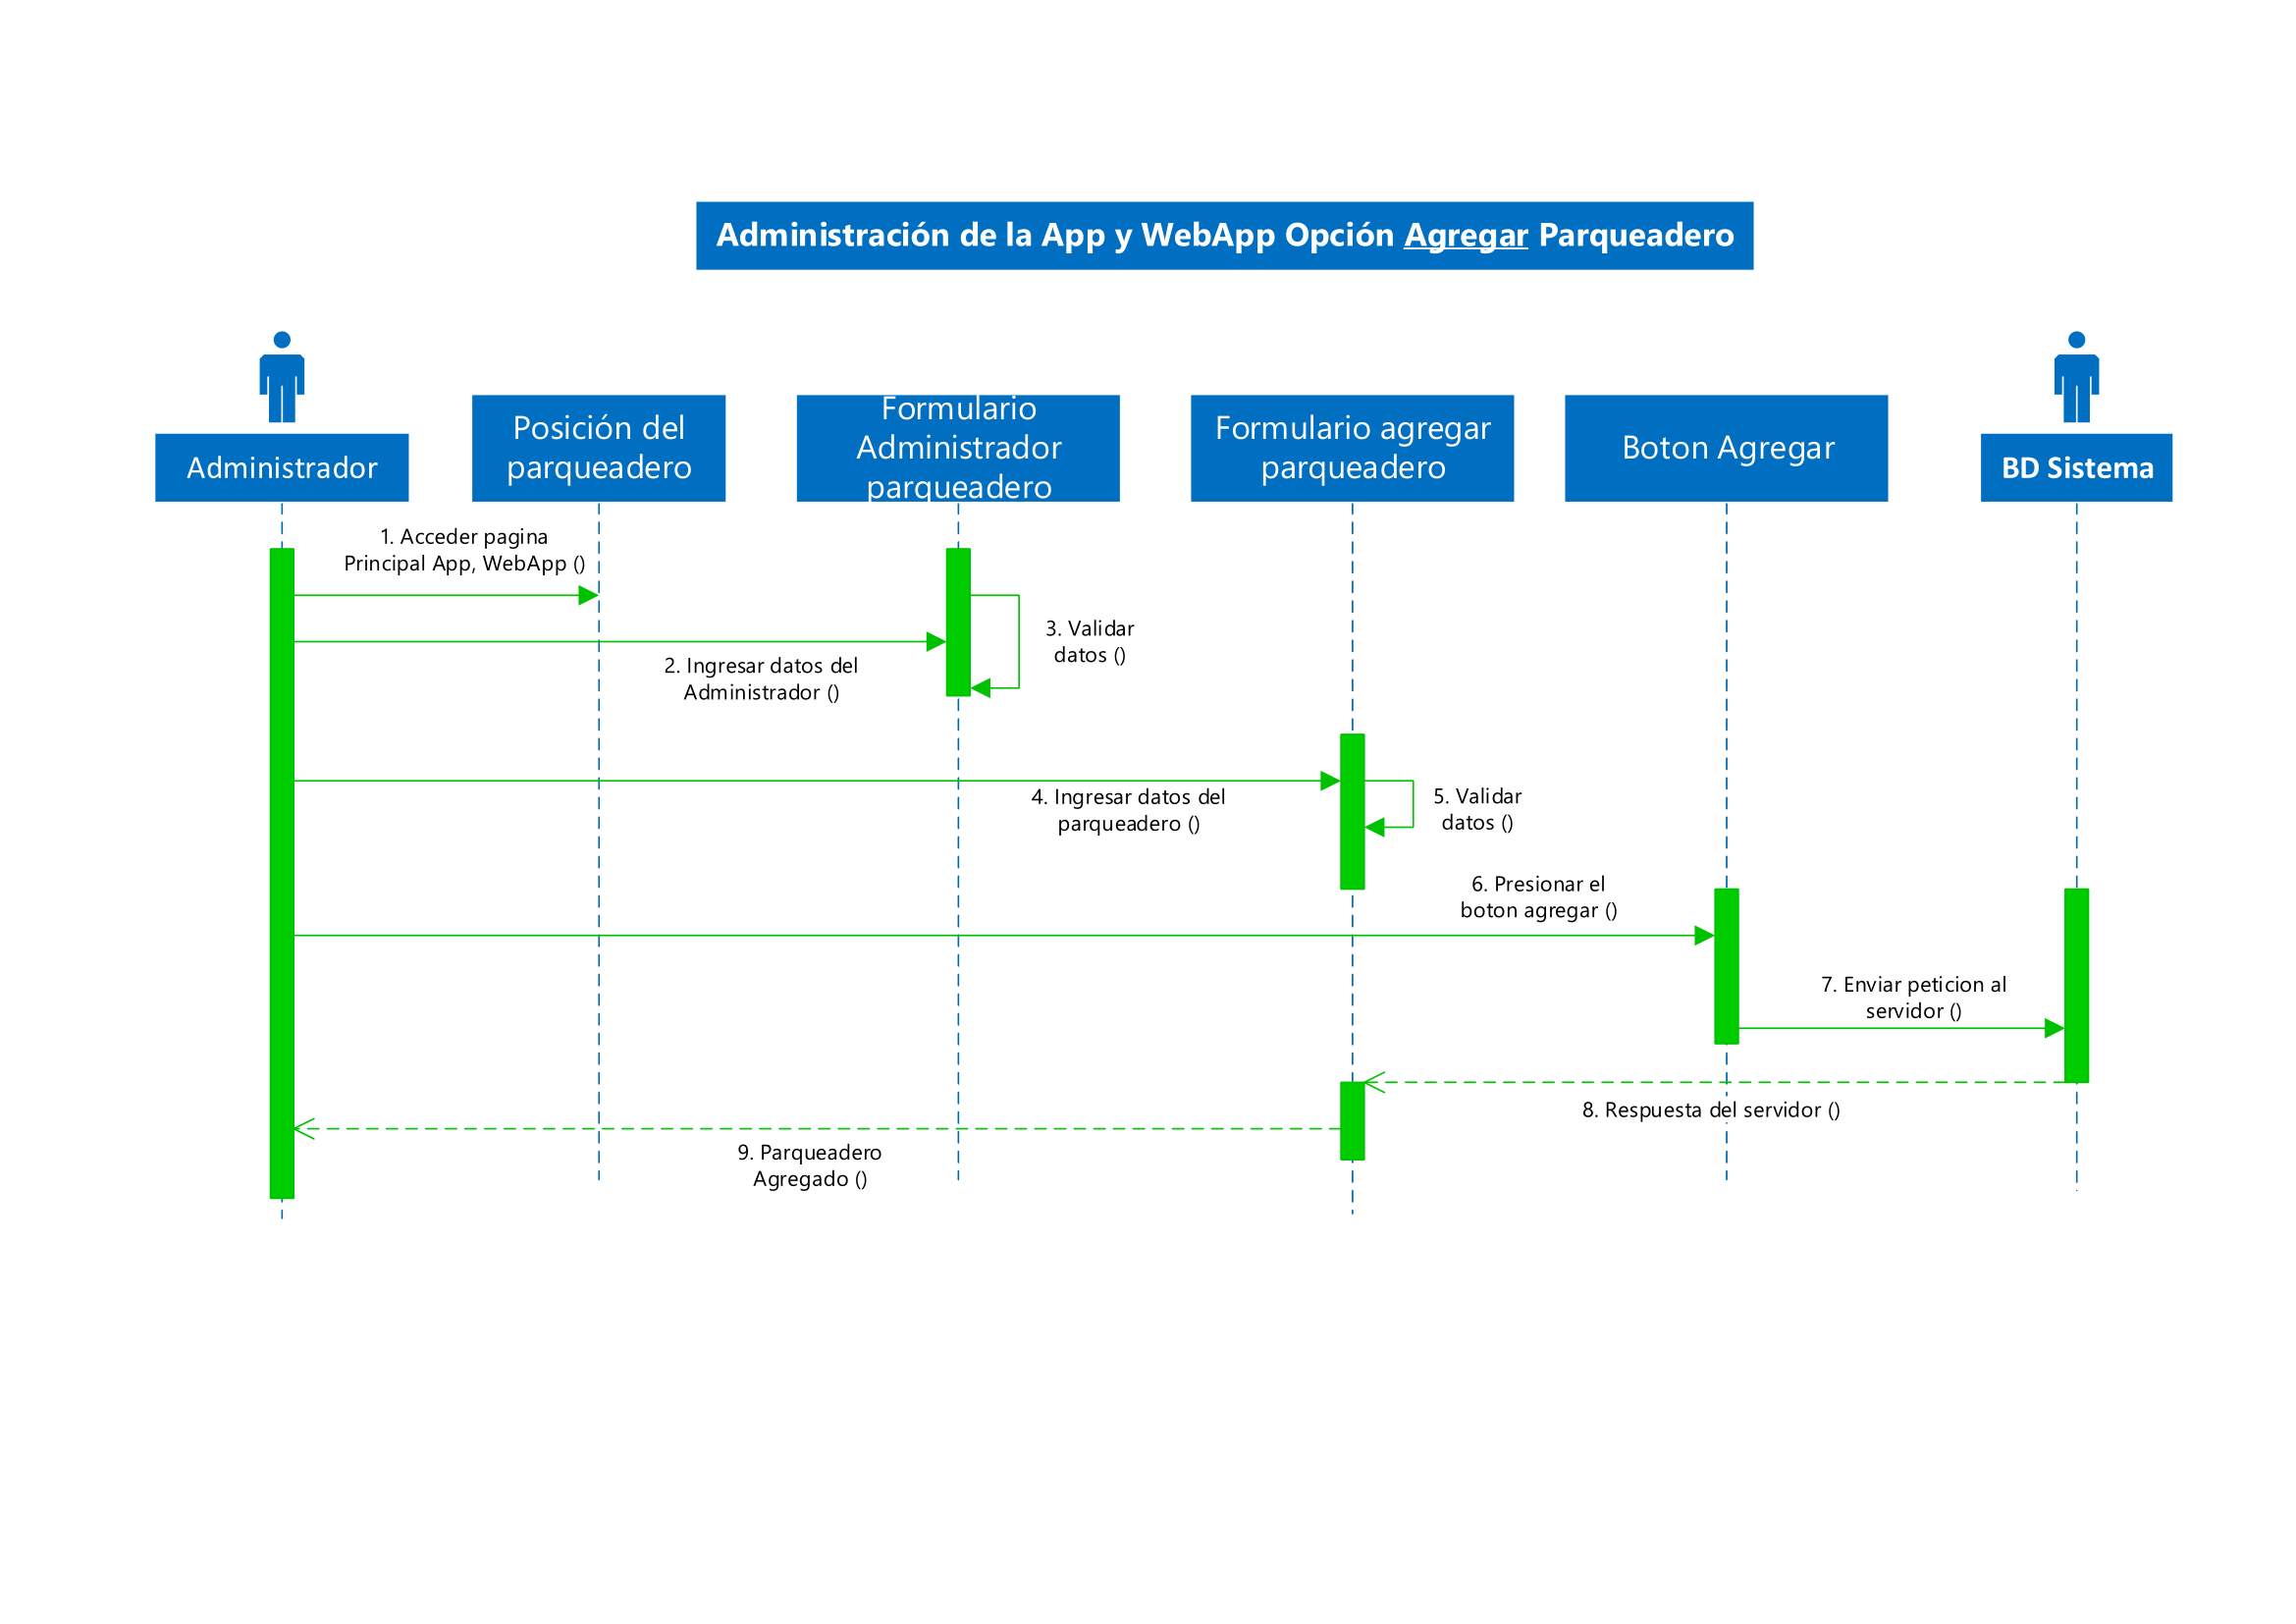 Administración de la App y WebApp Opción Agregar Parqueadero
Administrador
Posición del
parqueadero
Formulario
Administrador
parqueadero
Formulario agregar
parqueadero
Boton Agregar
BD Sistema
1. Acceder pagina
Principal App, WebApp ()
2. Ingresar datos del
Administrador ()
3. Validar
datos ()
4. Ingresar datos del
parqueadero ()
5. Validar
datos ()
6. Presionar el
boton agregar ()
7. Enviar peticion al
servidor ()
8. Respuesta del servidor ()
9. Parqueadero
Agregado ()